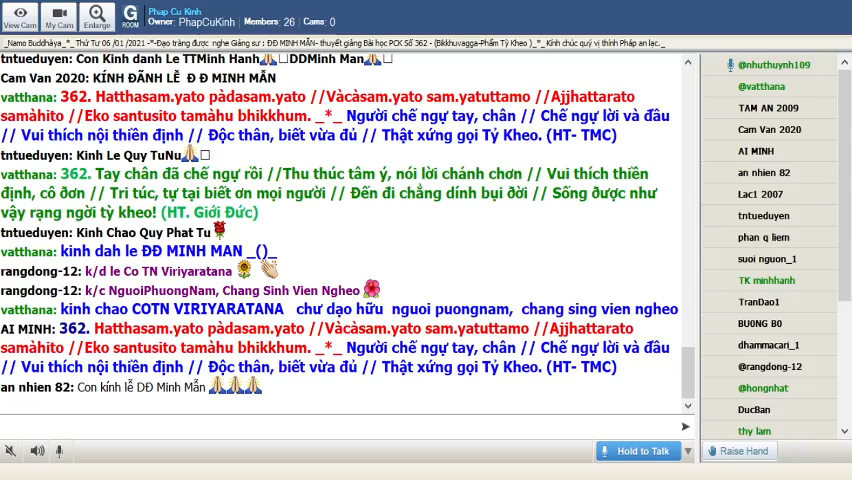 View Cam
My Cam
Enlarge
G
ROOM
Phap Cu Kinh
Owner: PhapCuKinh Members: 26 Cams: 0
_Namo Buddhàya_*_ Thứ Tư 06 /01 /2021 -*-Đạo tràng được nghe Giảng sư : ĐĐ MINH MẪN- thuyết giảng Bài học PCK Số 362 - (Bikkhuvagga-Phẩm Tỷ Kheo )_*_ Kính chúc quý vị thính Pháp an lạc._
tntueduyen: Con Kinh danh Le TTMinh Hanh🙏□DDMinh Man🙏□
Cam Van 2020: KÍNH ĐÃNH LỄ Đ Đ MINH MẪN
vatthana: 362. Hatthasam.yato pàdasam.yato //Vàcàsam.yato sam.yatuttamo //Ajjhattarato
samàhito //Eko santusito tamàhu bhikkhum. _*_ Người chế ngự tay, chân // Chế ngự lời và đầu
// Vui thích nội thiền định // Độc thân, biết vừa đủ // Thật xứng gọi Tỷ Kheo. (HT- TMC)
tntueduyen: Kinh Le Quy TuNu🙏□
vatthana: 362. Tay chân đã chế ngự rồi //Thu thúc tâm ý, nói lời chánh chơn // Vui thích thiền
định, cô ðơn // Tri túc, tự tại biết ơn mọi người // Đến đi chẳng dính bụi ðời // Sống ðược như
vậy rạng ngời tỳ kheo! (HT. Giới Đức)
tntueduyen: Kinh Chao Quy Phat Tu🌹
vatthana: kinh dah le ĐĐ MINH MAN _()_
rangdong-12: k/d le Co TN Viriyaratana 🌻 👏
rangdong-12: k/c NguoiPhuongNam, Chang Sinh Vien Ngheo 🌺
vatthana: kinh chao COTN VIRIYARATANA chư dạo hữu nguoi puongnam, chang sing vien ngheo
AI MINH: 362. Hatthasam.yato pàdasam.yato //Vàcàsam.yato sam.yatuttamo //Ajjhattarato
samàhito //Eko santusito tamàhu bhikkhum. _*_ Người chế ngự tay, chân // Chế ngự lời và đầu
// Vui thích nội thiền định // Độc thân, biết vừa đủ // Thật xứng gọi Tỷ Kheo. (HT- TMC)
an nhien 82: Con kính lễ DĐ Minh Mẫn 🙏🙏🙏
@nhuthuynh109
@vatthana
TAM AN 2009
Cam Van 2020
AI MINH
an nhien 82
Lac1 2007
tntueduyen
phan q liem
suoi nguon_1
TK minhhanh
TranDao1
BU0NG B0
dhammacari_1
@rangdong-12
@hongnhat
DucBan
thy lam
Hold to Talk
Raise Hand